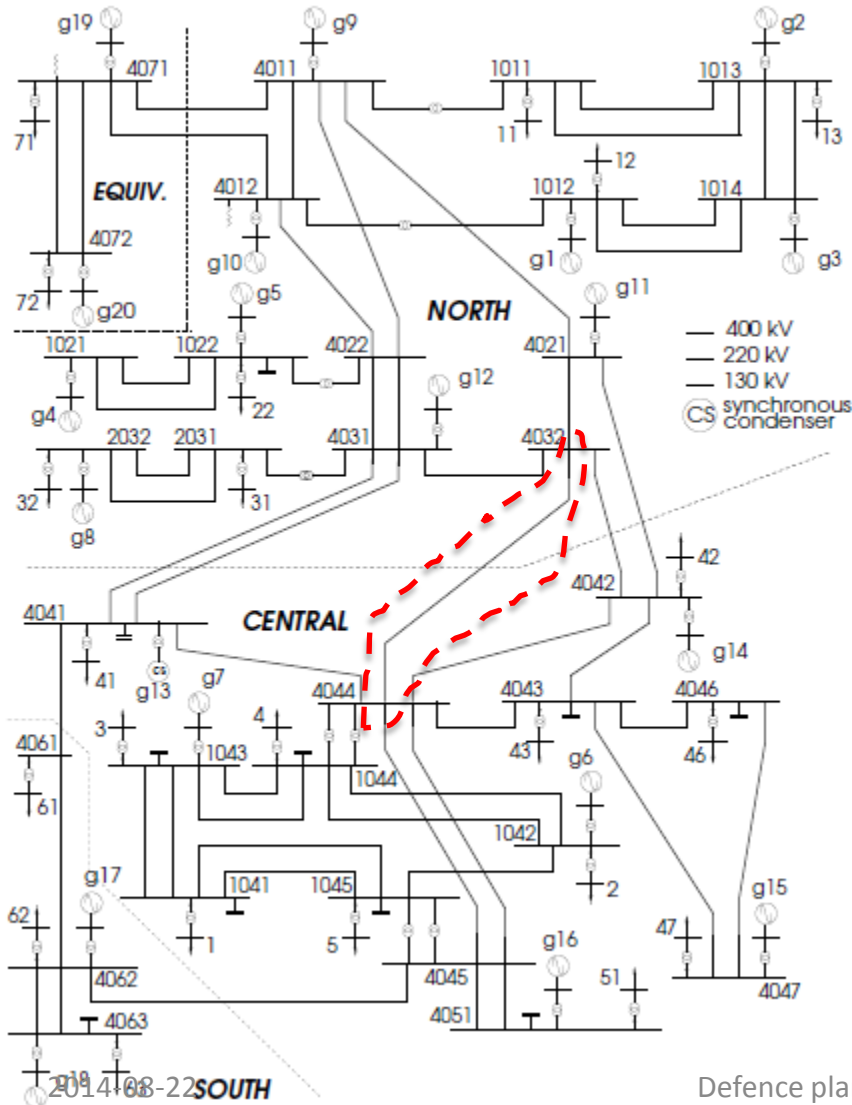 g19 g9 g2
4071 4011 1011 1013
71 11 13
12
EQUIV. 4012 1012 1014
4072
g10 g1 g3
72 g20 g5 NORTH g11
400 kV
220 kV
130 kV
CS synchronous
condenser
1021 1022 4022 4021
g12
g4 22
2032 2031 4031 4032
32 31
g8
42
4042
4041 CENTRAL
g14
41 CS g13 g7
4044 4043 4046
3 4
4061 1043 43 46
1044 g6
61
1042
g17 1041 1045 2 g15
62 47
1 5 g16 51
4062 4045 4047
4051
4063
g18 63
2014-08-22 SOUTH Defence pla